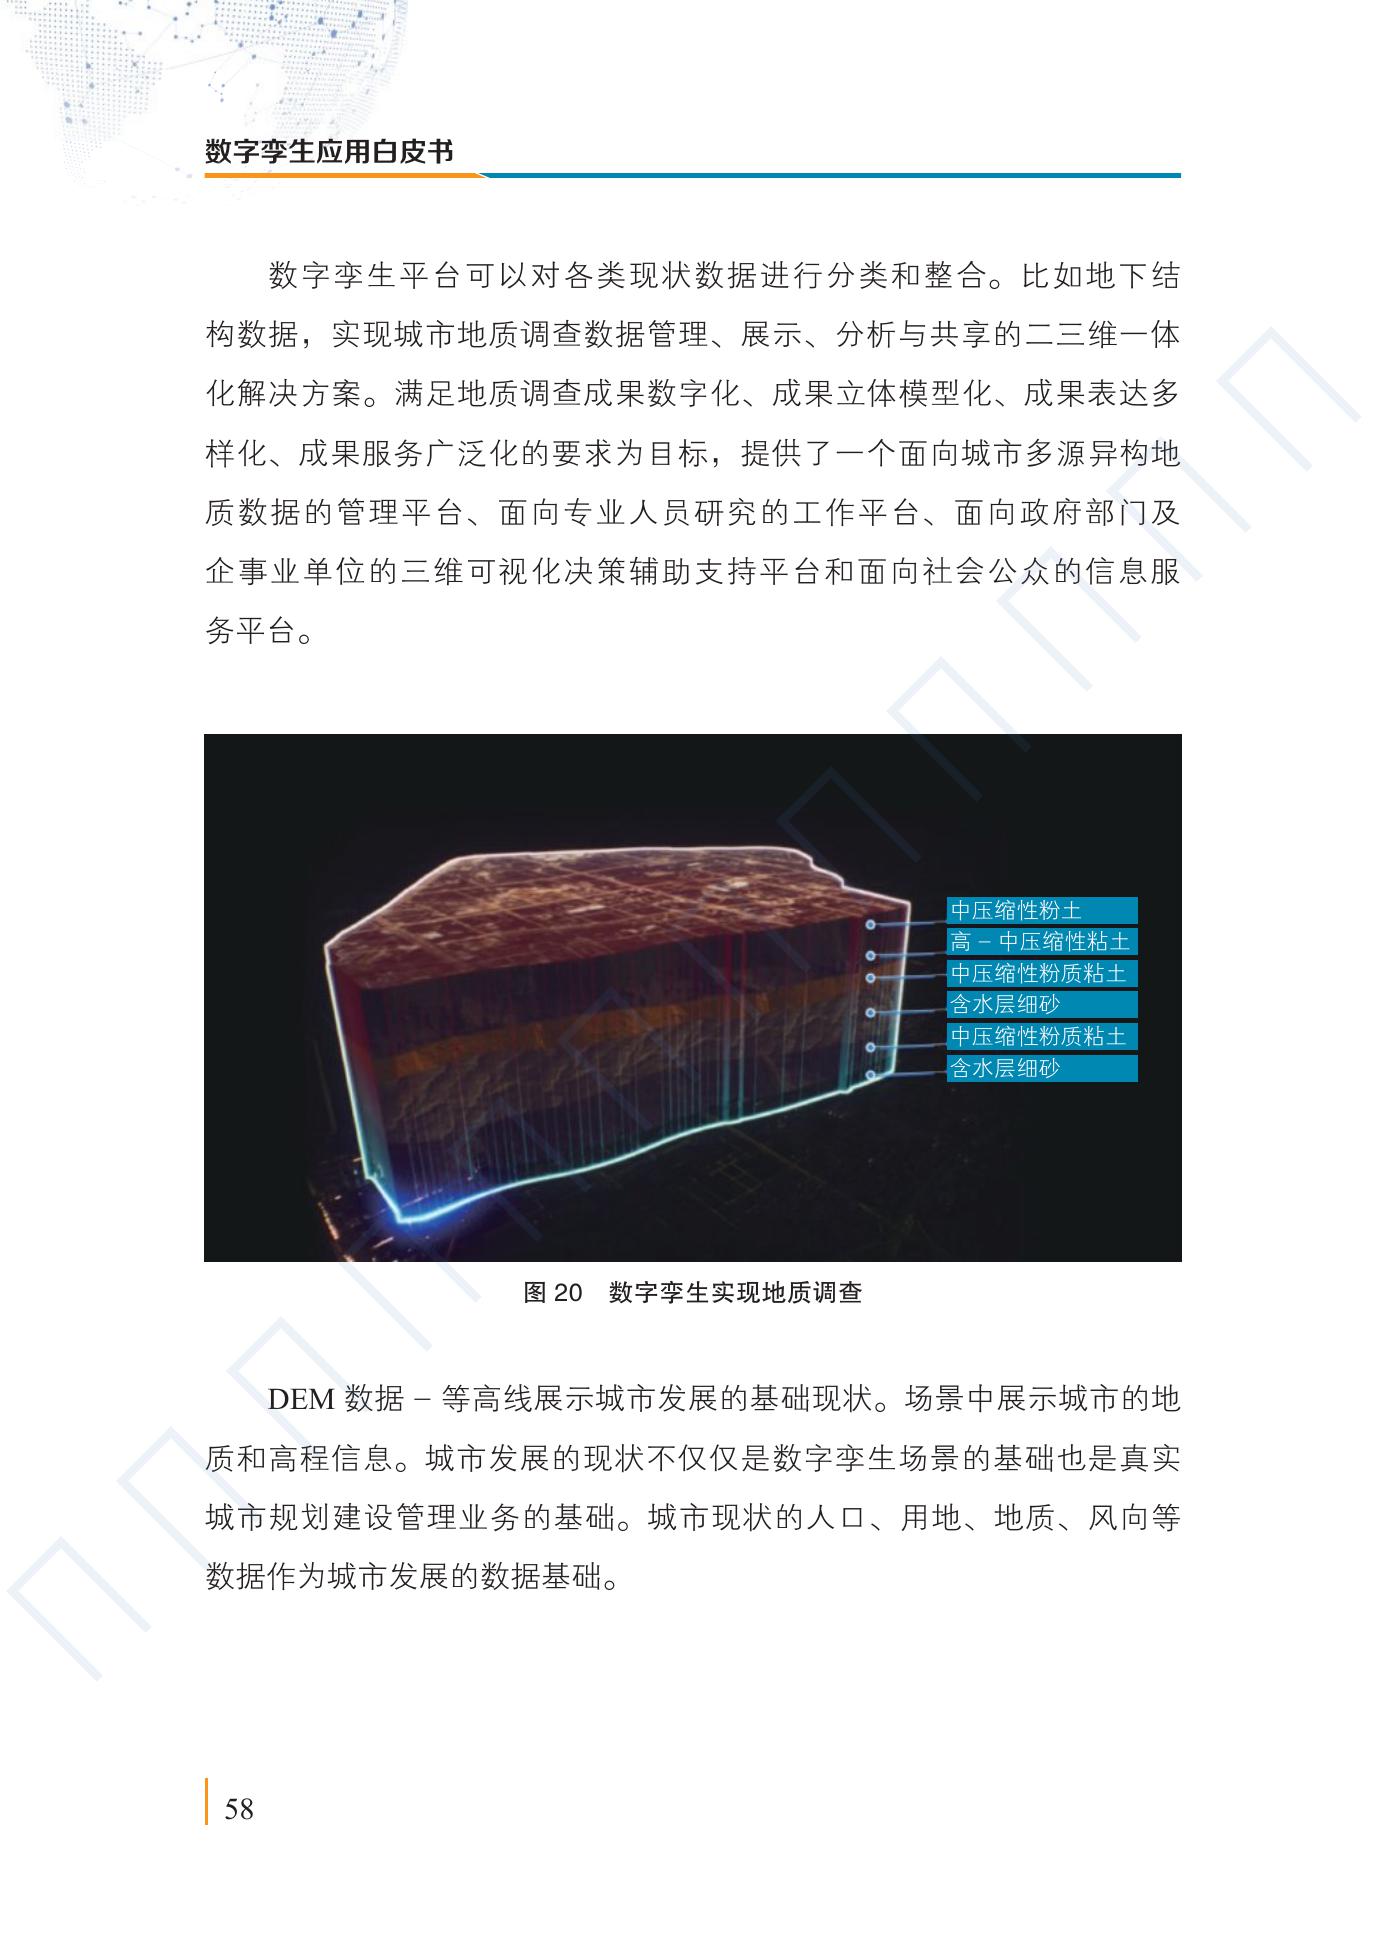 数字孪生应用白皮书
数字孪生平台可以对各类现状数据进行分类和整合。比如地下结
构数据，实现城市地质调查数据管理、展示、分析与共享的二三维一体
化解决方案。满足地质调查成果数字化、成果立体模型化、成果表达多
样化、成果服务广泛化的要求为目标，提供了一个面向城市多源异构地
质数据的管理平台、面向专业人员研究的工作平台、面向政府部门及
企事业单位的三维可视化决策辅助支持平台和面向社会公众的信息服
务平台。
中压缩性粉土
高 – 中压缩性粘土
中压缩性粉质粘土
含水层细砂
中压缩性粉质粘土
含水层细砂
图 20 数字孪生实现地质调查
DEM 数据 – 等高线展示城市发展的基础现状。场景中展示城市的地
质和高程信息。城市发展的现状不仅仅是数字孪生场景的基础也是真实
城市规划建设管理业务的基础。城市现状的人口、用地、地质、风向等
数据作为城市发展的数据基础。
58